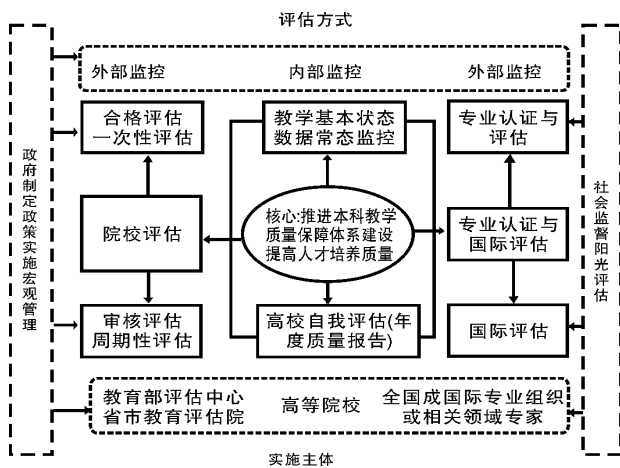 评估方式
外部监控
内部监控
外部监控
合格评估
一次性评估
教学基本状态
数据常态监控
专业认证与
评估
政府制定政策实施宏观管理
院校评估
核心:推进本科教学
质量保障体系建设
提高人才培养质量
专业认证与
国际评估
社会监督阳光评估
审核评估
周期性评估
高校自我评估(年
度质量报告)
国际评估
教育部评估中心
省市教育评估院
高等院校
全国成国际专业组织
或相关领域专家
实施主体